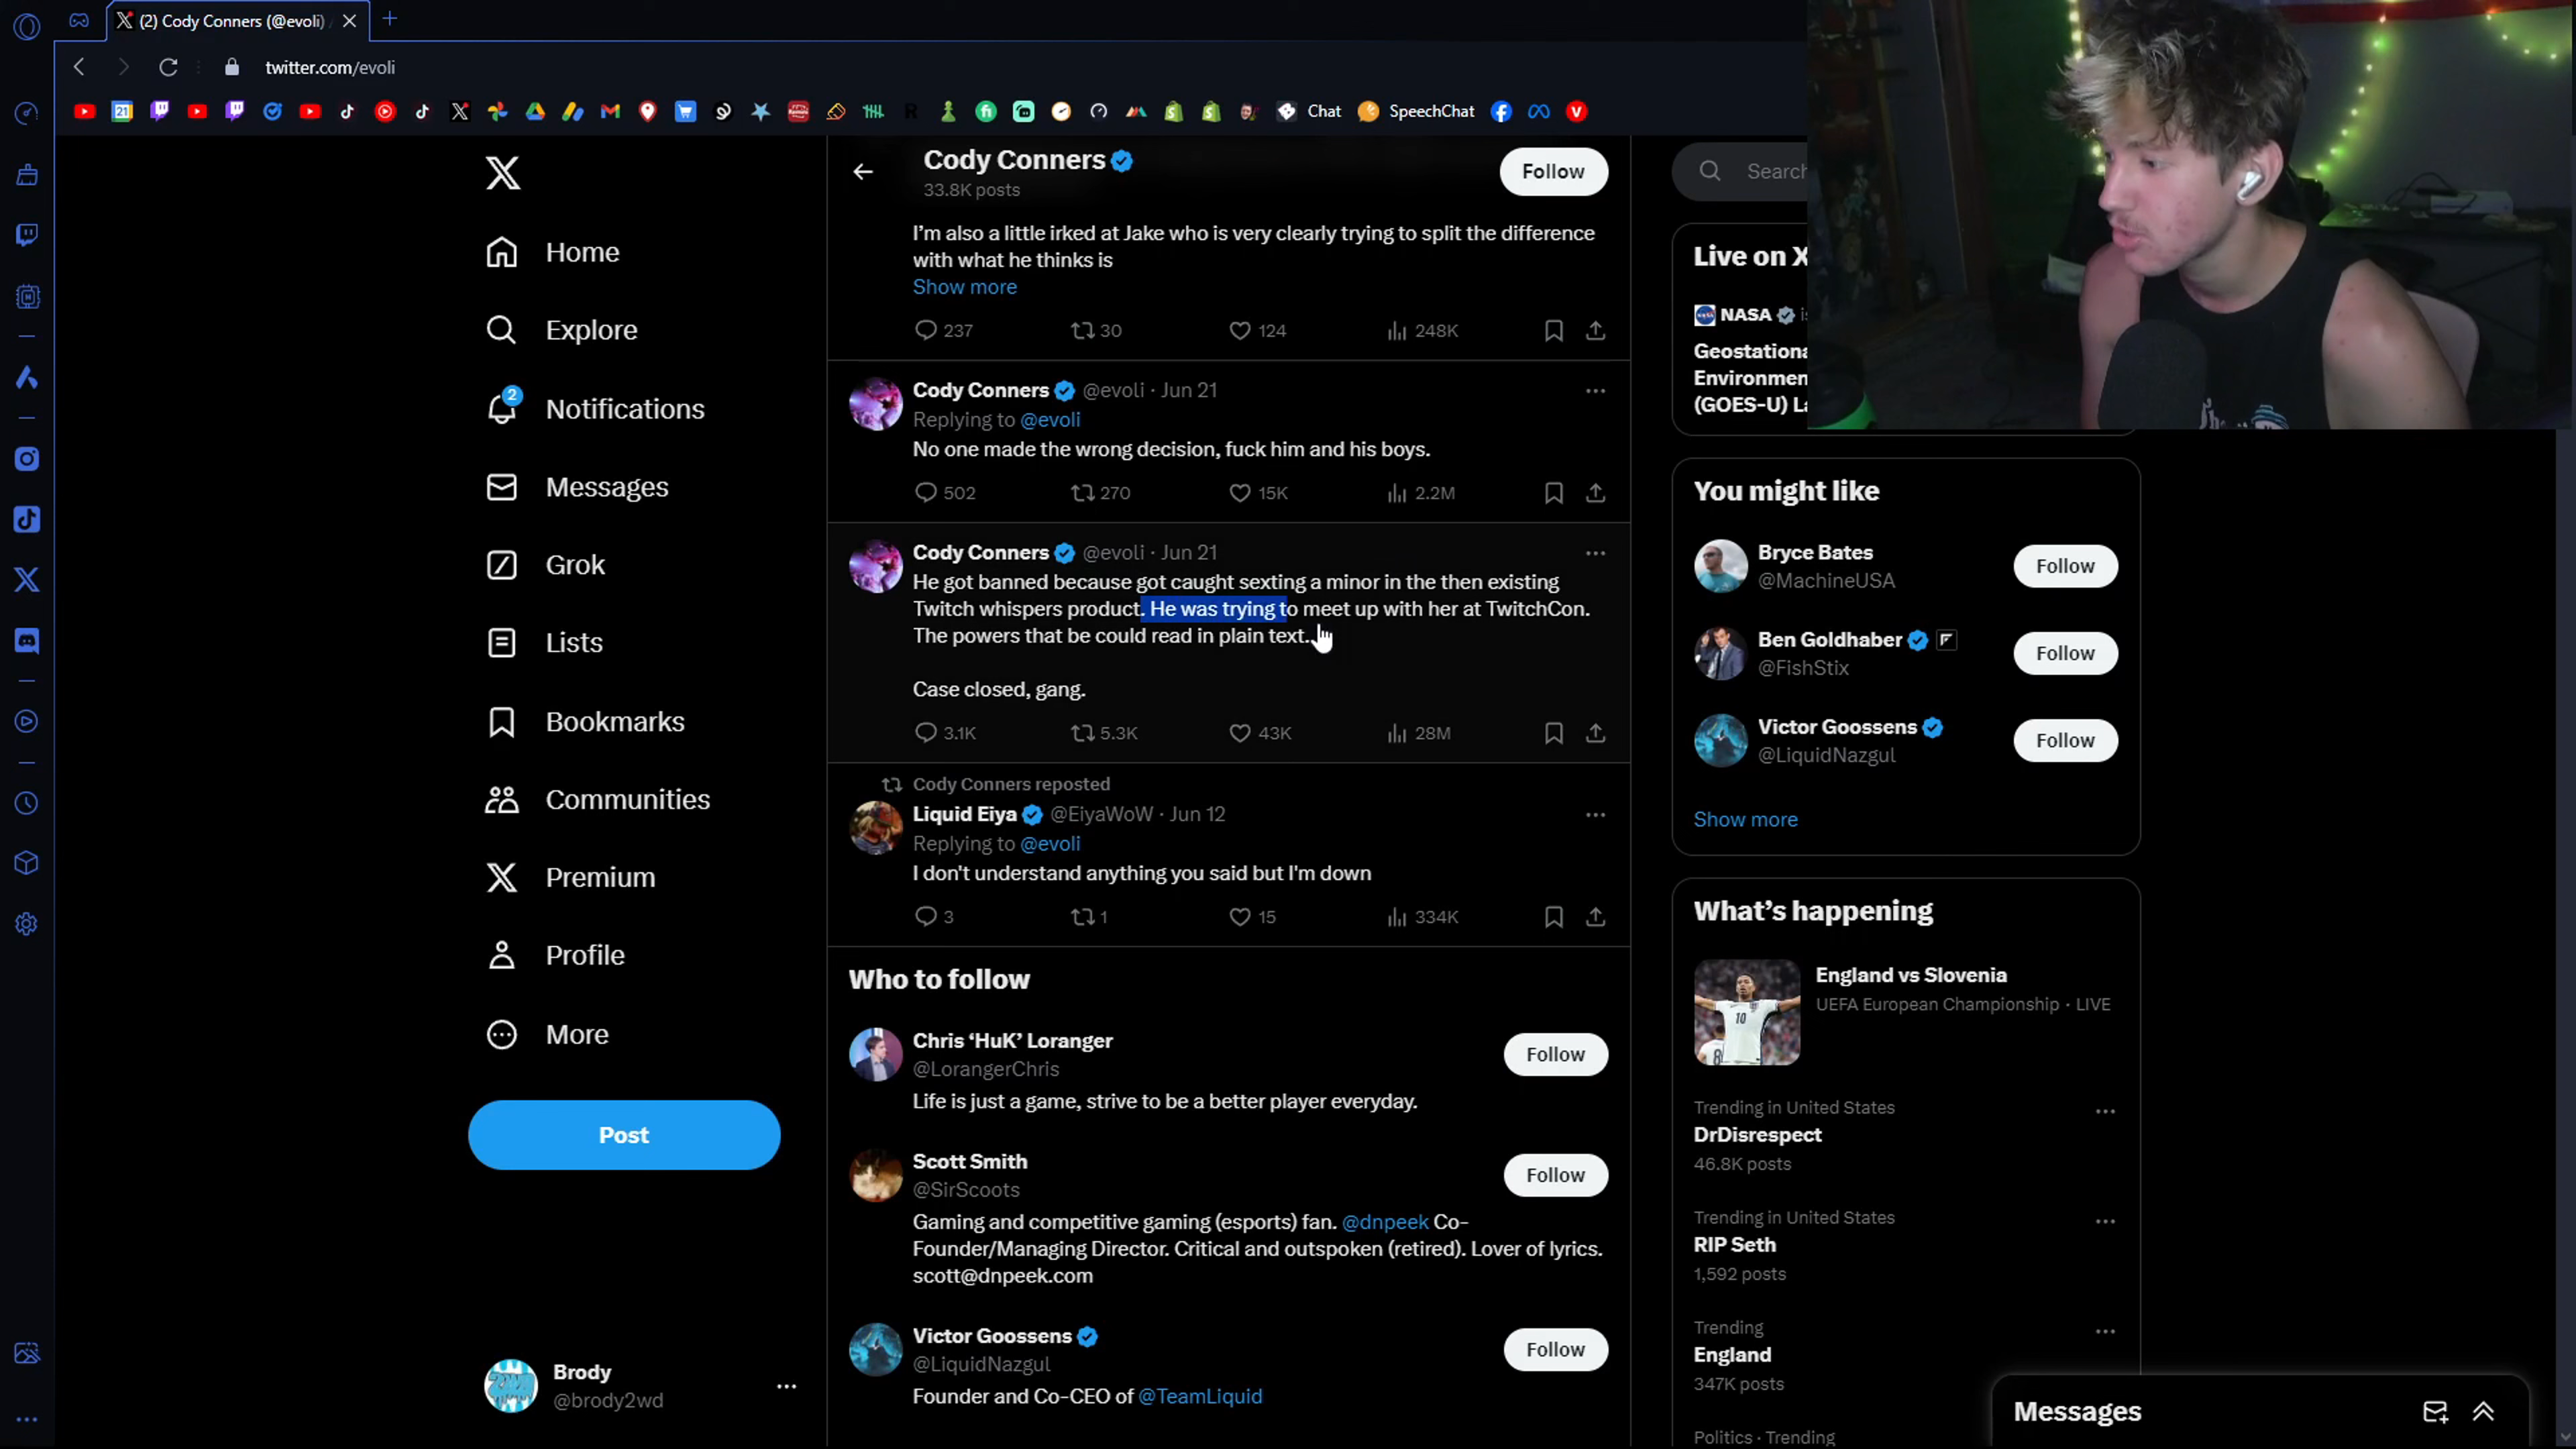 (2) Cody Conners (@evoli)
twitter.com/evoli
21
Chat
SpeechChat
Home
Explore
2
Notifications
Messages
Grok
Lists
Bookmarks
Communities
Premium
Profile
More
Post
Brody
@brody2wd
Cody Conners
33.8K posts
Follow
I'm also a little irked at Jake who is very clearly trying to split the difference
with what he thinks is
Show more
237 30 124 248K
Cody Conners @evoli · Jun 21
Replying to @evoli
No one made the wrong decision, fuck him and his boys.
502 270 15K 2.2M
Cody Conners @evoli · Jun 21
He got banned because got caught sexting a minor in the then existing
Twitch whispers product. He was trying to meet up with her at TwitchCon.
The powers that be could read in plain text.
Case closed, gang.
3.1K 5.3K 43K 28M
Cody Conners reposted
Liquid Eiya @EiyaWoW · Jun 12
Replying to @evoli
I don't understand anything you said but I'm down
3 1 15 334K
Who to follow
Chris ‘HuK’ Loranger
@LorangerChris
Follow
Life is just a game, strive to be a better player everyday.
Scott Smith
@SirScoots
Follow
Gaming and competitive gaming (esports) fan. @dnpeek Co-
Founder/Managing Director. Critical and outspoken (retired). Lover of lyrics.
scott@dnpeek.com
Victor Goossens
@LiquidNazgul
Follow
Founder and Co-CEO of @TeamLiquid
Search
Live on X
NASA
Geostationa
Environmen
(GOES-U) L
You might like
Bryce Bates
@MachineUSA
Follow
Ben Goldhaber
@FishStix
Follow
Victor Goossens
@LiquidNazgul
Follow
Show more
What's happening
England vs Slovenia
UEFA European Championship · LIVE
10
Trending in United States
DrDisrespect
46.8K posts
Trending in United States
RIP Seth
1,592 posts
Trending
England
347K posts
Politics · Trending
Messages